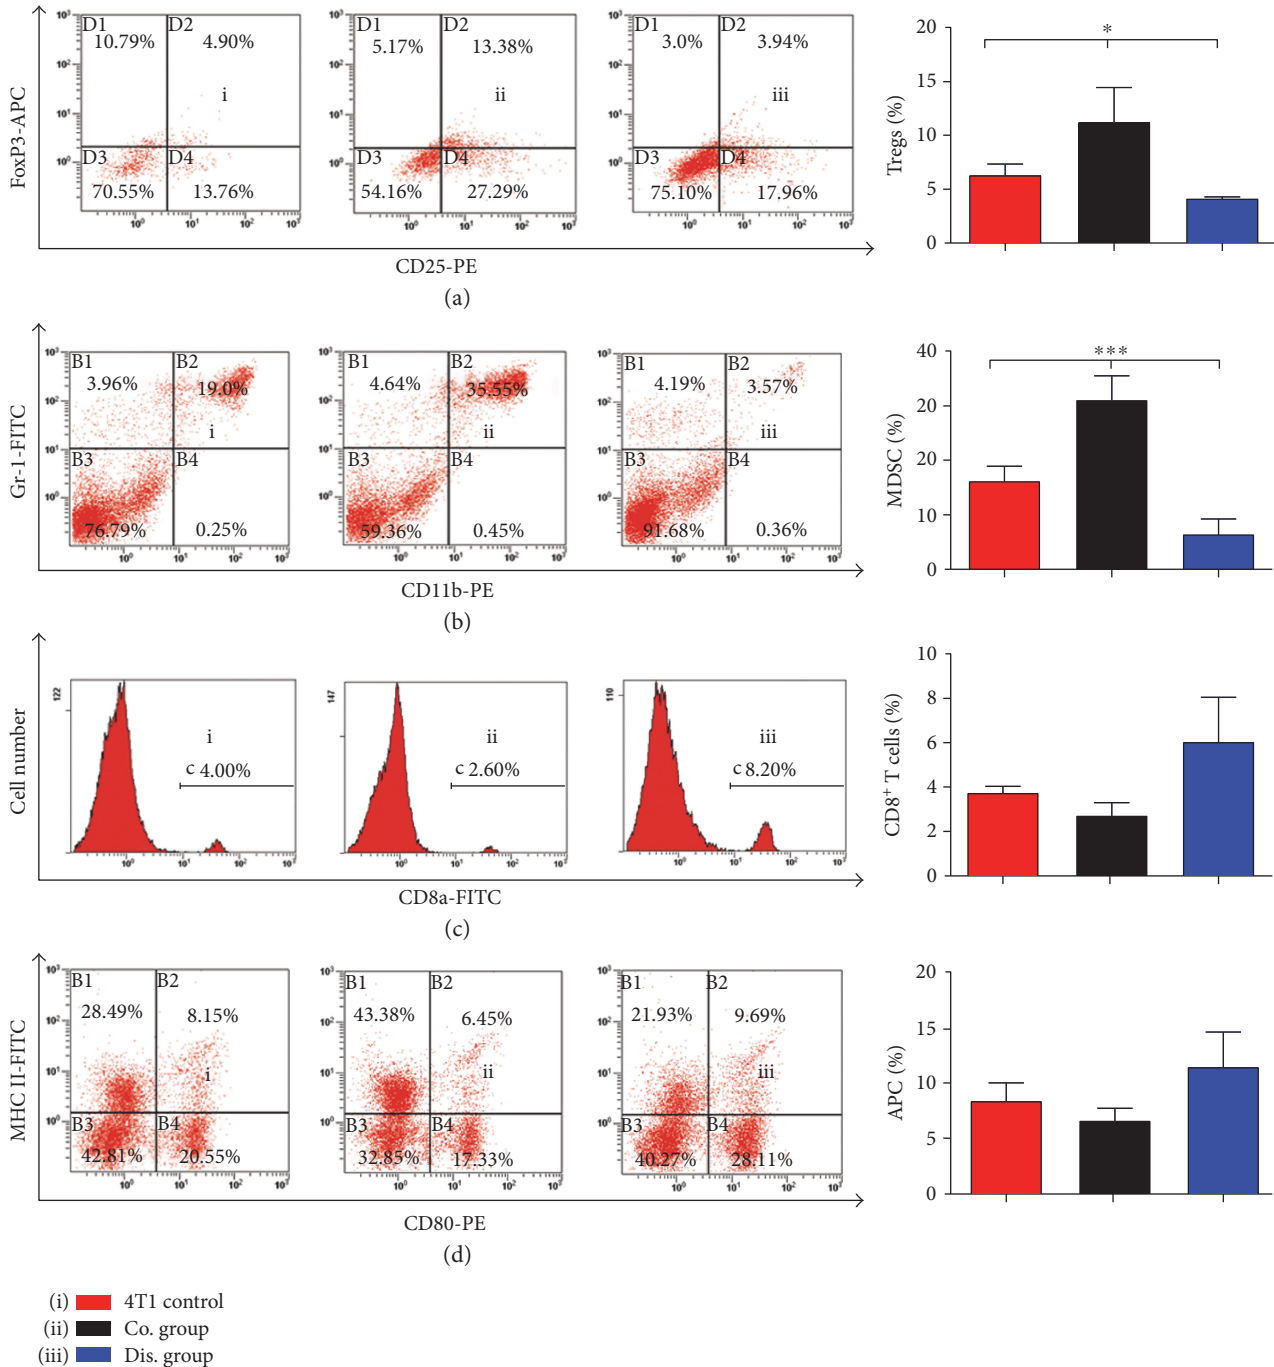 D1
10.79%
D2
4.90%
i
D3
70.55%
D4
13.76%
D1
5.17%
D2
13.38%
ii
D3
54.16%
D4
27.29%
D1
3.0%
D2
3.94%
iii
D3
75.10%
D4
17.96%
FoxP3-APC
CD25-PE
(a)
20
15
10
5
0
Tregs (%)
*
B1
3.96%
B2
19.0%
i
B3
76.79%
B4
0.25%
B1
4.64%
B2
35.55%
ii
B3
59.36%
B4
0.45%
B1
4.19%
B2
3.57%
iii
B3
91.68%
B4
0.36%
Gr-1-FITC
CD11b-PE
(b)
40
20
20
10
0
MDSC (%)
***
122
i
c 4.00%
147
ii
c 2.60%
110
iii
c 8.20%
Cell number
CD8a-FITC
(c)
10
8
6
4
2
0
CD8+ T cells (%)
B1
28.49%
B2
8.15%
i
B3
42.81%
B4
20.55%
B1
43.38%
B2
6.45%
ii
B3
32.85%
B4
17.33%
B1
21.93%
B2
9.69%
iii
B3
40.27%
B4
28.11%
MHC II-FITC
CD80-PE
(d)
20
15
10
5
0
APC (%)
(i) 4T1 control
(ii) Co. group
(iii) Dis. group